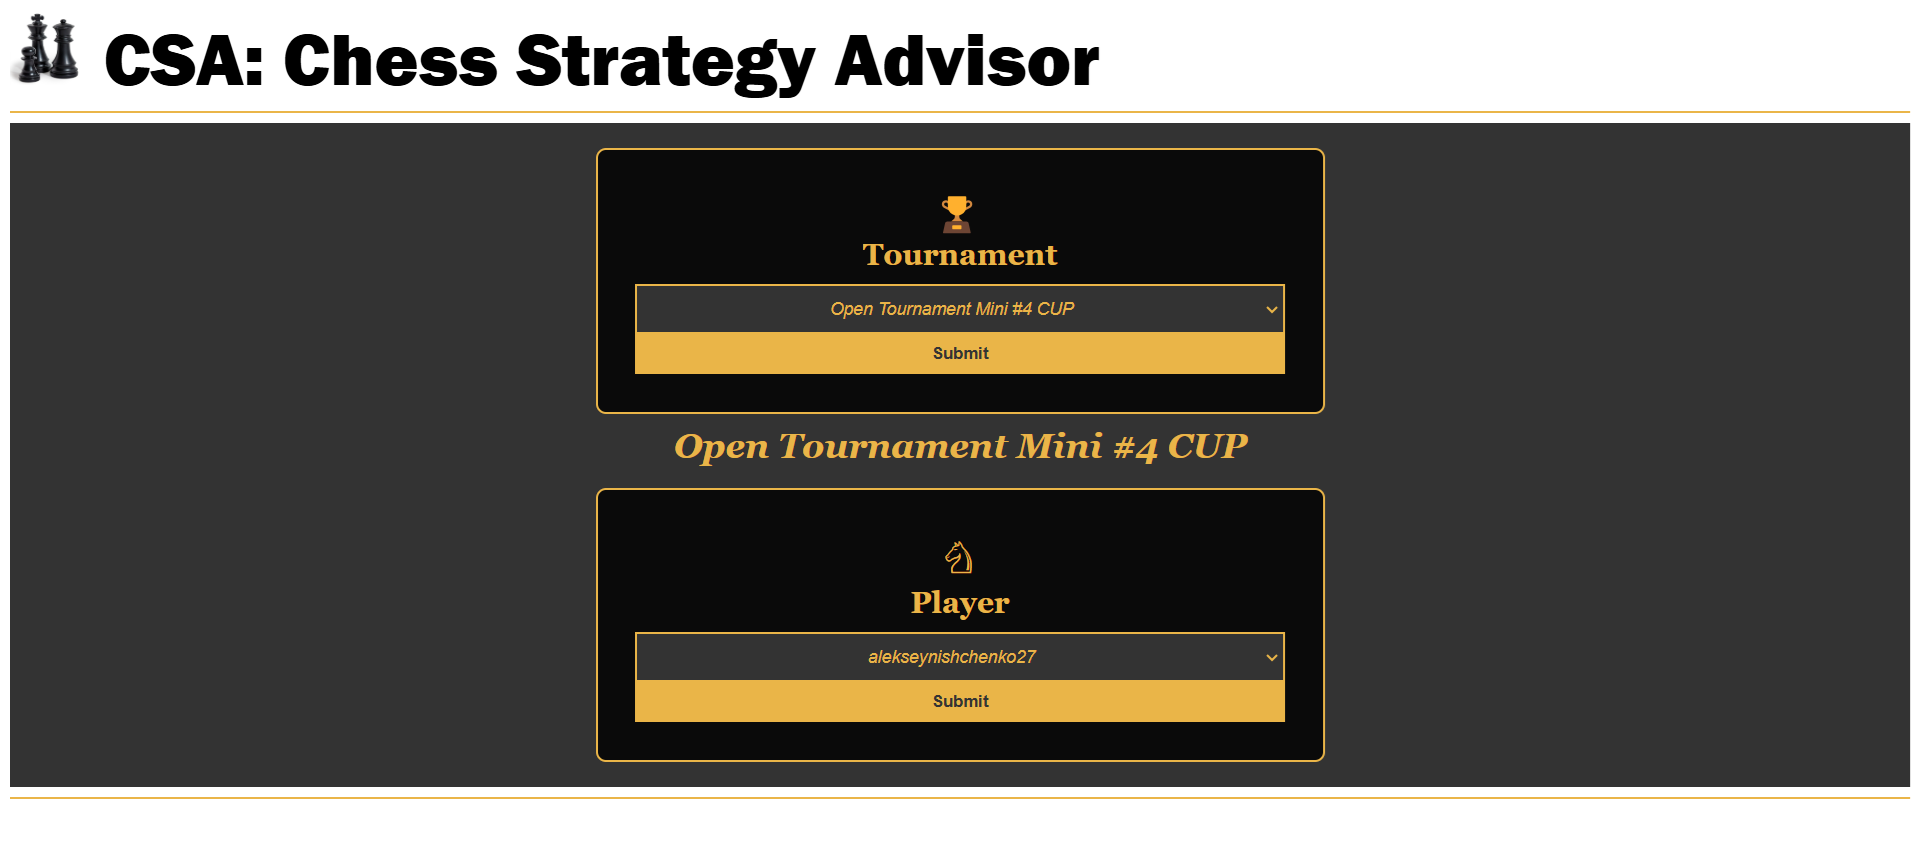 CSA: Chess Strategy Advisor
Tournament
Open Tournament Mini #4 CUP
Submit
Open Tournament Mini #4 CUP
Player
alekseynishchenko27
Submit